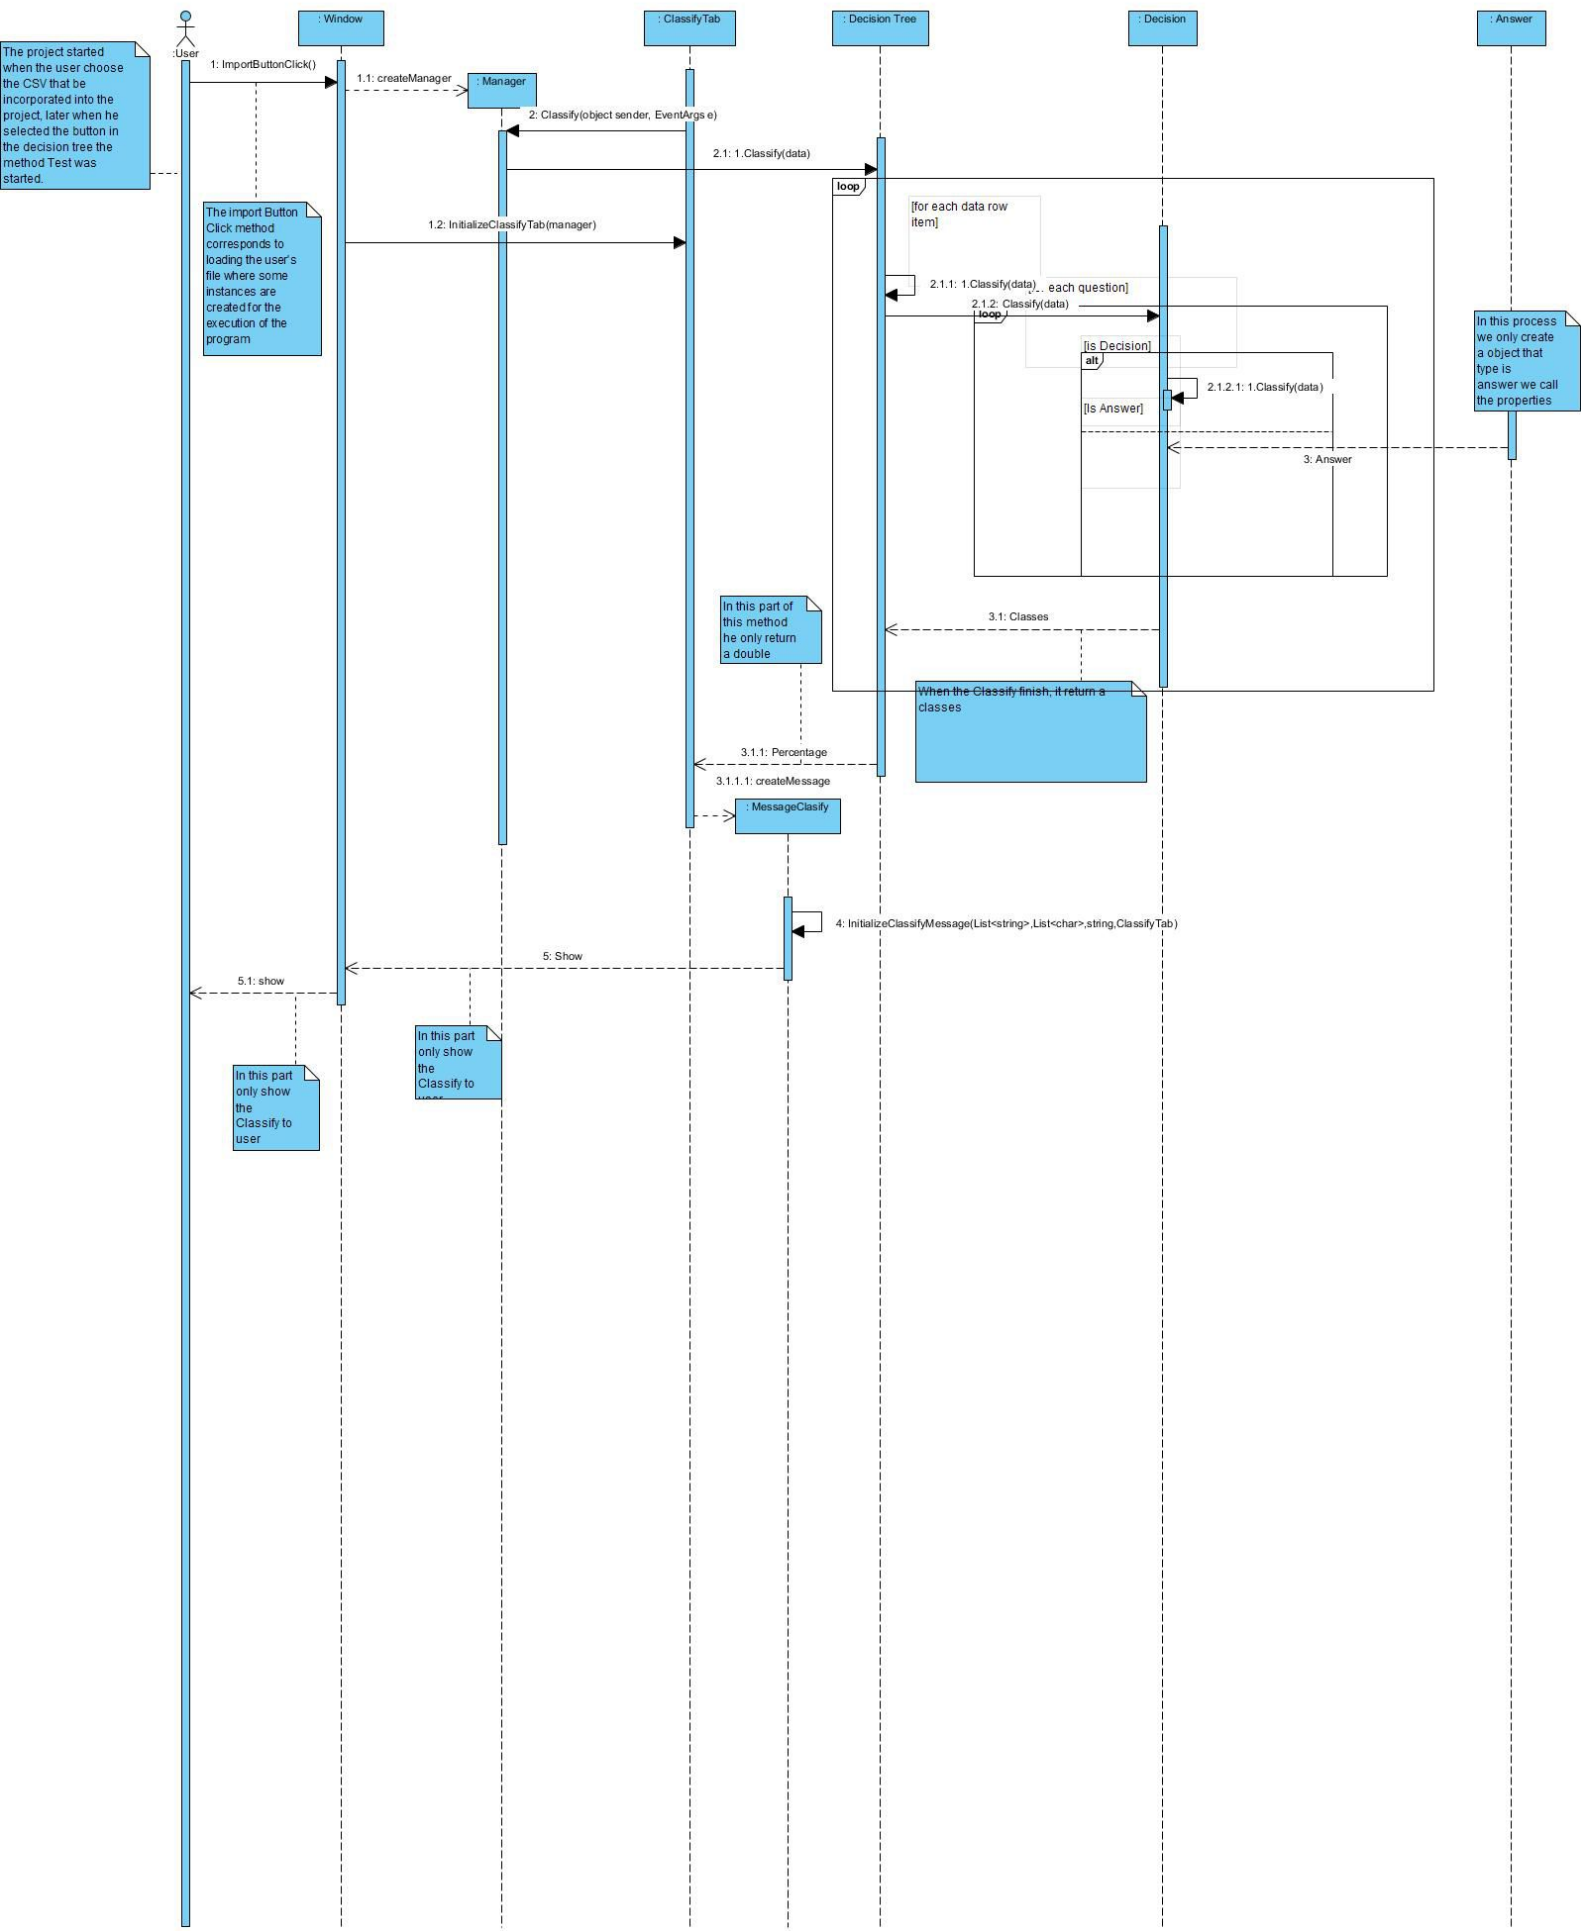 : Window
: ClassifyTab
: Decision Tree
: Decision
: Answer
:User
The project started
when the user choose
the CSV that be
incorporated into the
project, later when he
selected the button in
the decision tree the
method Test was
started.
1: ImportButtonClick()
1.1: createManager
: Manager
2: Classify(object sender, EventArgs e)
2.1: 1.Classify(data)
loop
[for each data row
item]
The import Button
Click method
corresponds to
loading the user's
file where some
instances are
created for the
execution of the
program
1.2: InitializeClassifyTab(manager)
2.1.1: 1.Classify(data)
each question]
2.1.2: Classify(data)
loop
In this process
we only create
a object that
type is
answer we call
the properties
[is Decision]
alt
2.1.2.1: 1.Classify(data)
[Is Answer]
3: Answer
In this part of
this method
he only return
a double
3.1: Classes
When the Classify finish, it return a
classes
3.1.1: Percentage
3.1.1.1: createMessage
: MessageClasify
4: InitializeClassifyMessage(List<string>,List<char>,string,ClassifyTab)
5: Show
5.1: show
In this part
only show
the
Classify to
user
In this part
only show
the
Classify to
user